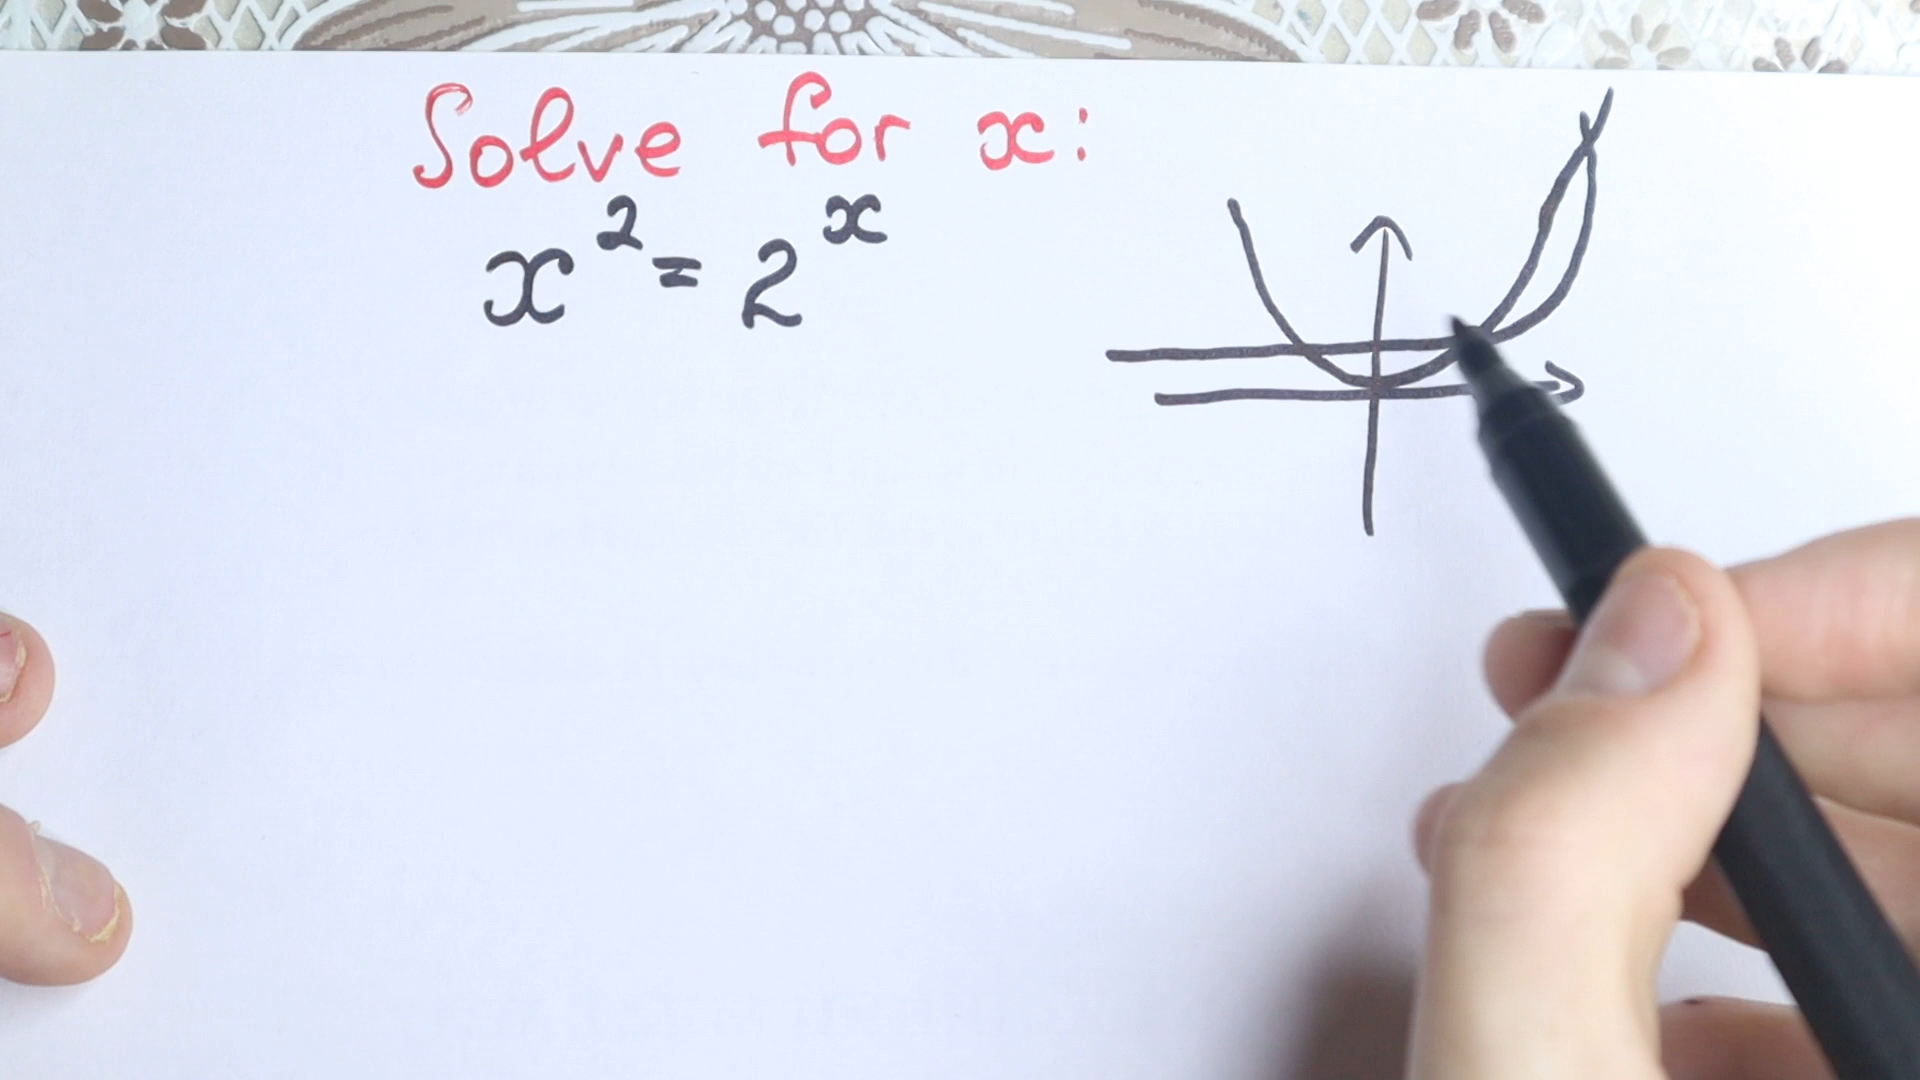 Solve for x:
x² = 2ˣ